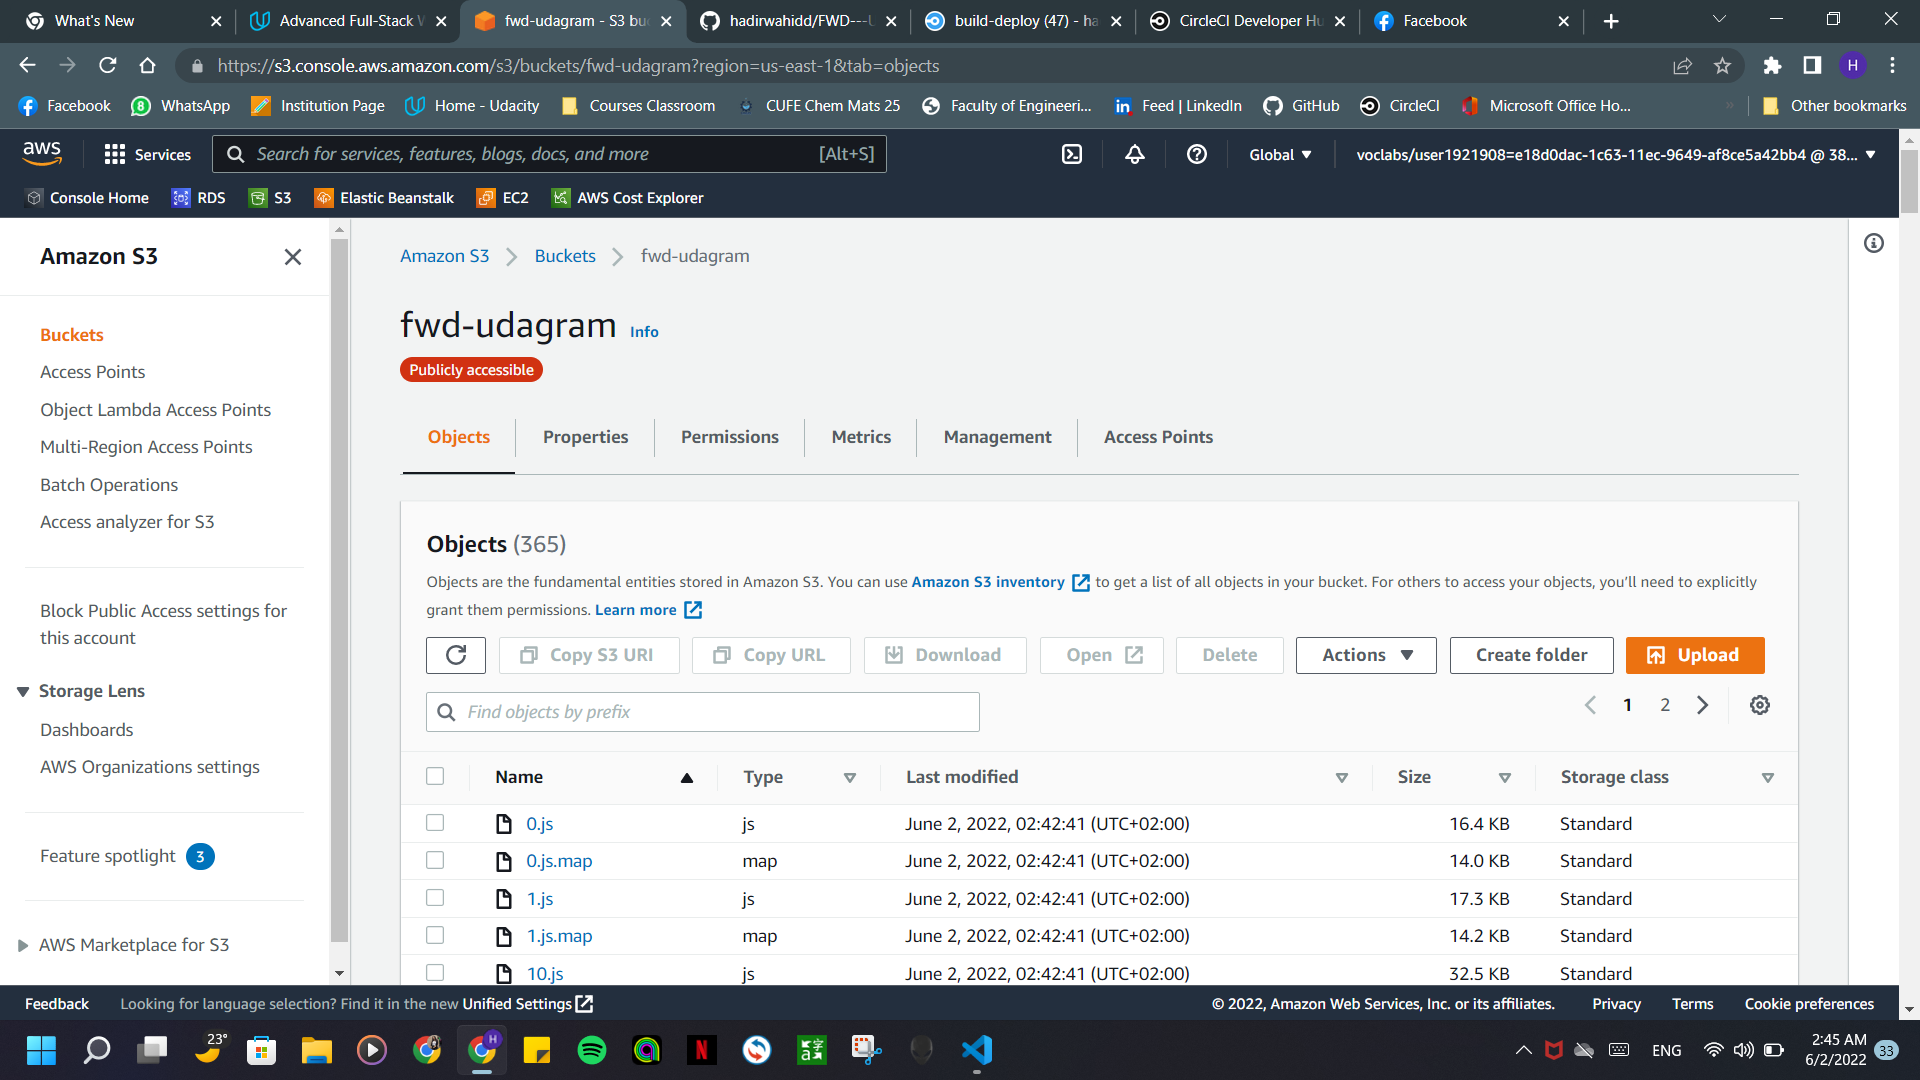 What's New
Advanced Full-Stack W
fwd-udagram - S3 buc
hadirwahidd/FWD---U
build-deploy (47) - ha
CircleCI Developer Hu
Facebook
https://s3.console.aws.amazon.com/s3/buckets/fwd-udagram?region=us-east-1&tab=objects
H
Facebook
WhatsApp
Institution Page
Home - Udacity
Courses Classroom
CUFE Chem Mats 25
Faculty of Engineeri...
Feed | LinkedIn
GitHub
CircleCI
Microsoft Office Ho...
Other bookmarks
aws
Services
Search for services, features, blogs, docs, and more
[Alt+S]
Global
voclabs/user1921908=e18d0dac-1c63-11ec-9649-af8ce5a42bb4 @ 38...
Console Home
RDS
S3
Elastic Beanstalk
EC2
AWS Cost Explorer
Amazon S3
Buckets
Access Points
Object Lambda Access Points
Multi-Region Access Points
Batch Operations
Access analyzer for S3
Block Public Access settings for
this account
Storage Lens
Dashboards
AWS Organizations settings
Feature spotlight 3
AWS Marketplace for S3
Amazon S3 > Buckets > fwd-udagram
fwd-udagram Info
Publicly accessible
Objects
Properties
Permissions
Metrics
Management
Access Points
Objects (365)
Objects are the fundamental entities stored in Amazon S3. You can use Amazon S3 inventory to get a list of all objects in your bucket. For others to access your objects, you'll need to explicitly
grant them permissions. Learn more
Copy S3 URI
Copy URL
Download
Open
Delete
Actions
Create folder
Upload
Find objects by prefix
1 2
Name Type Last modified Size Storage class
0.js js June 2, 2022, 02:42:41 (UTC+02:00) 16.4 KB Standard
0.js.map map June 2, 2022, 02:42:41 (UTC+02:00) 14.0 KB Standard
1.js js June 2, 2022, 02:42:41 (UTC+02:00) 17.3 KB Standard
1.js.map map June 2, 2022, 02:42:41 (UTC+02:00) 14.2 KB Standard
10.js js June 2, 2022, 02:42:41 (UTC+02:00) 32.5 KB Standard
Feedback
Looking for language selection? Find it in the new Unified Settings
© 2022, Amazon Web Services, Inc. or its affiliates.
Privacy
Terms
Cookie preferences
23°
ENG
2:45 AM
6/2/2022
33